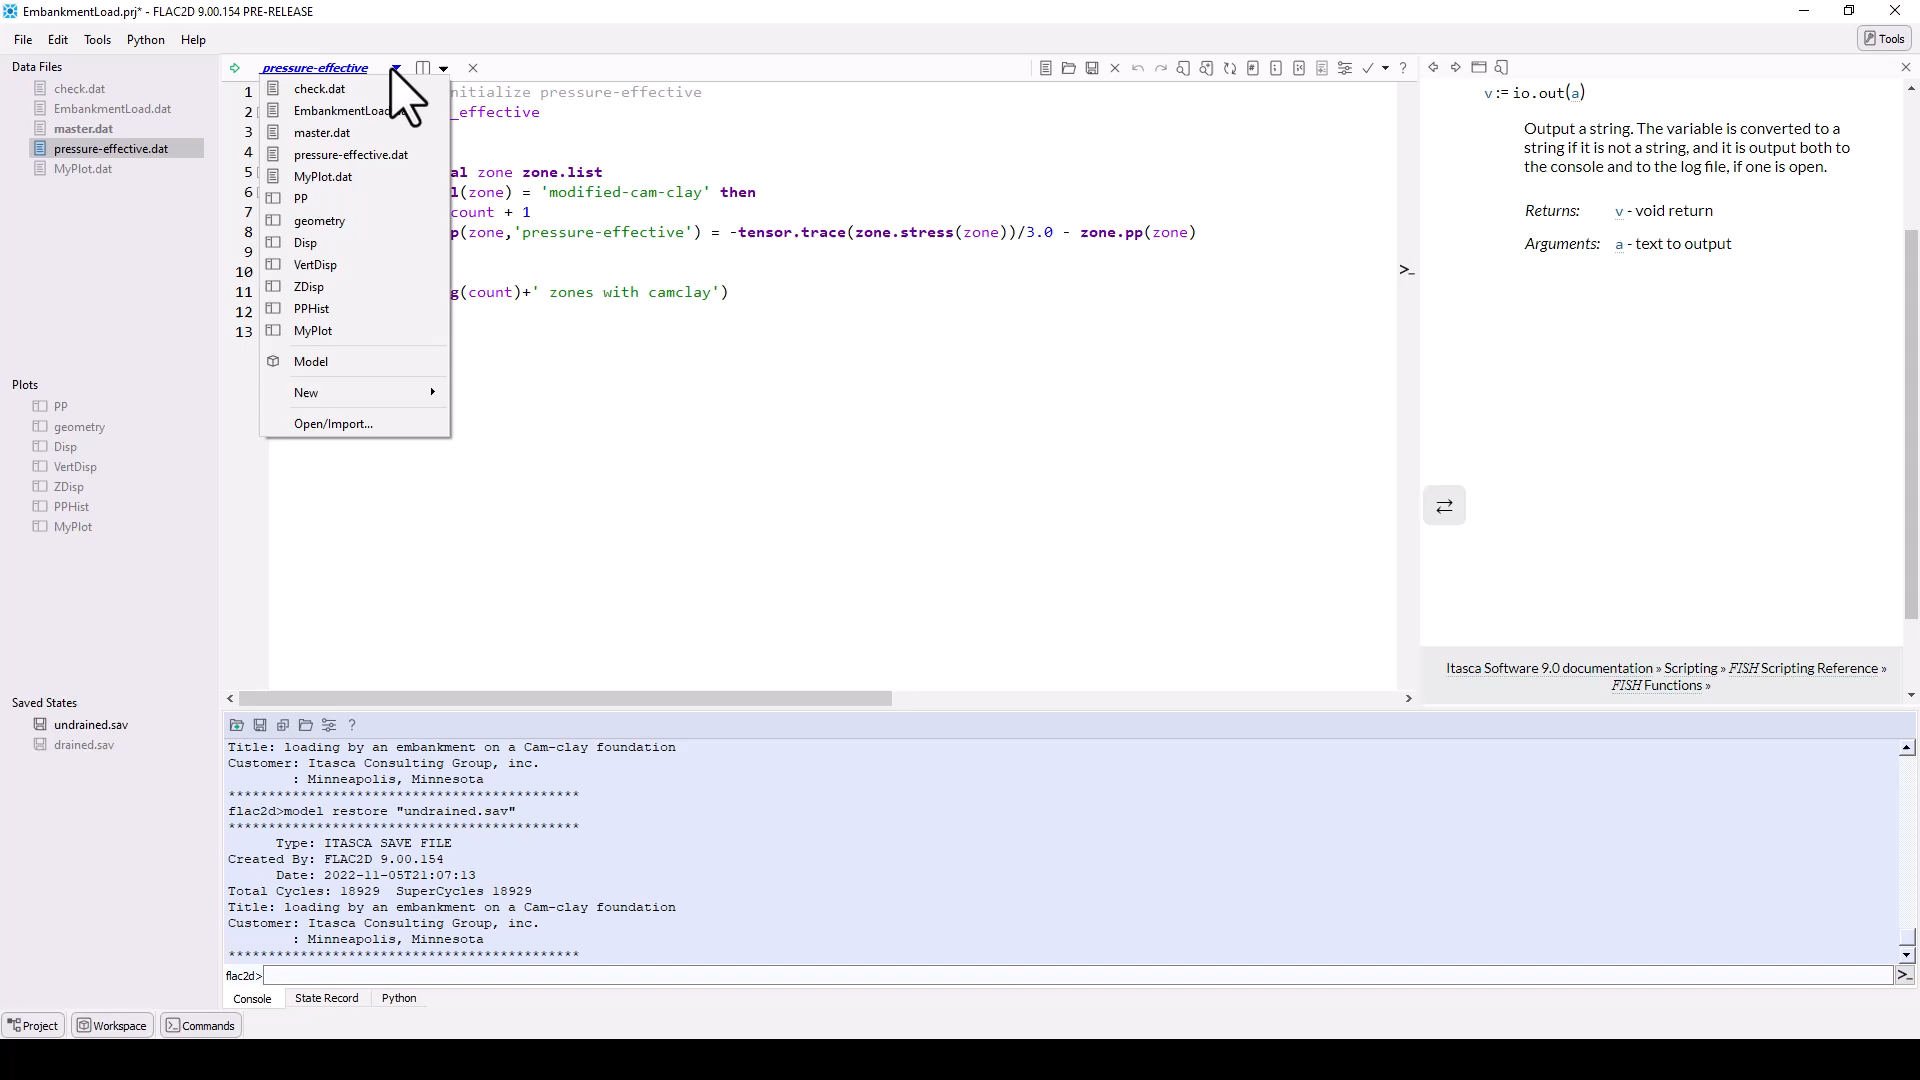 EmbankmentLoad.prj* - FLAC2D 9.00.154 PRE-RELEASE
File Edit Tools Python Help
Tools
Data Files
check.dat
EmbankmentLoad.dat
master.dat
pressure-effective.dat
MyPlot.dat
Plots
PP
geometry
Disp
VertDisp
ZDisp
PPHist
MyPlot
Saved States
undrained.sav
drained.sav
pressure-effective
check.dat
EmbankmentLoad
master.dat
pressure-effective.dat
MyPlot.dat
PP
geometry
Disp
VertDisp
ZDisp
PPHist
MyPlot
Model
New
Open/Import...
1 nitialize pressure-effective
2 _effective
3
4
5 al zone zone.list
6 l(zone) = 'modified-cam-clay' then
7 count + 1
8 p(zone,'pressure-effective') = -tensor.trace(zone.stress(zone))/3.0 - zone.pp(zone)
9
10
11 g(count)+' zones with camclay')
12
13
>_
v := io.out(a)
Output a string. The variable is converted to a
string if it is not a string, and it is output both to
the console and to the log file, if one is open.
Returns: v - void return
Arguments: a - text to output
Itasca Software 9.0 documentation » Scripting » FISH Scripting Reference »
FISH Functions »
Title: loading by an embankment on a Cam-clay foundation
Customer: Itasca Consulting Group, inc.
: Minneapolis, Minnesota
*******************************************
flac2d>model restore "undrained.sav"
*******************************************
Type: ITASCA SAVE FILE
Created By: FLAC2D 9.00.154
Date: 2022-11-05T21:07:13
Total Cycles: 18929 SuperCycles 18929
Title: loading by an embankment on a Cam-clay foundation
Customer: Itasca Consulting Group, inc.
: Minneapolis, Minnesota
*******************************************
flac2d>
Console State Record Python
Project Workspace Commands